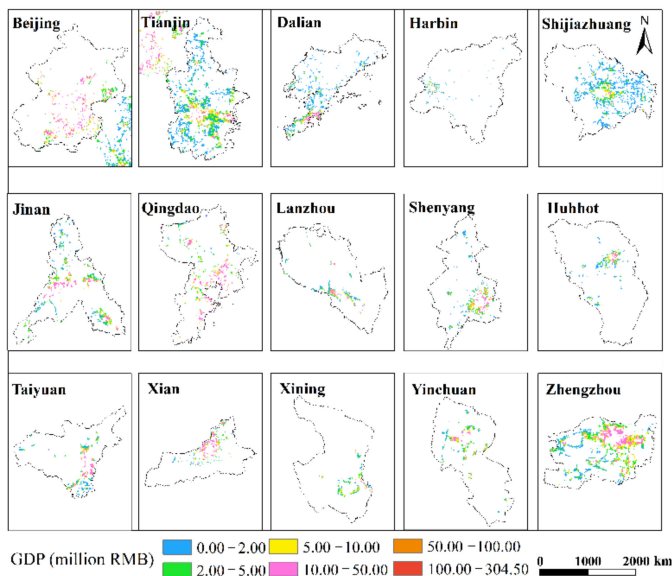 Beijing
Tianjin
Dalian
Harbin
Shijiazhuang
N
Jinan
Qingdao
Lanzhou
Shenyang
Huhhot
Taiyuan
Xian
Xining
Yinchuan
Zhengzhou
GDP (million RMB)
0.00 – 2.00
5.00 – 10.00
50.00 – 100.00
2.00 – 5.00
10.00 – 50.00
100.00 – 304.50
0 1000 2000 km